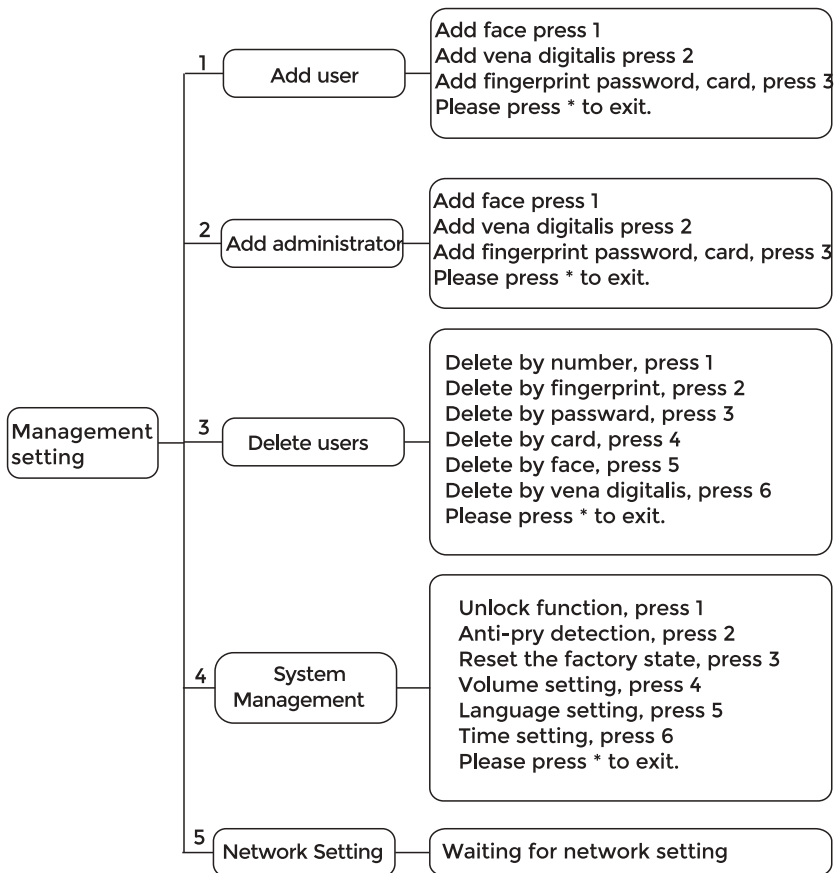 Management
setting
1
Add user
Add face press 1
Add vena digitalis press 2
Add fingerprint password, card, press 3
Please press * to exit.
2
Add administrator
Add face press 1
Add vena digitalis press 2
Add fingerprint password, card, press 3
Please press * to exit.
3
Delete users
Delete by number, press 1
Delete by fingerprint, press 2
Delete by passward, press 3
Delete by card, press 4
Delete by face, press 5
Delete by vena digitalis, press 6
Please press * to exit.
4
System
Management
Unlock function, press 1
Anti-pry detection, press 2
Reset the factory state, press 3
Volume setting, press 4
Language setting, press 5
Time setting, press 6
Please press * to exit.
5
Network Setting
Waiting for network setting